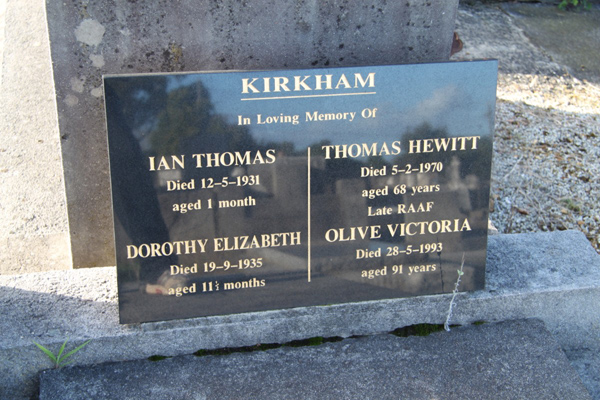 KIRKHAM
In Loving Memory Of
IAN THOMAS
Died 12-5-1931
aged 1 month
DOROTHY ELIZABETH
Died 19-9-1935
aged 11½ months
THOMAS HEWITT
Died 5-2-1970
aged 68 years
Late RAAF
OLIVE VICTORIA
Died 28-5-1993
aged 91 years